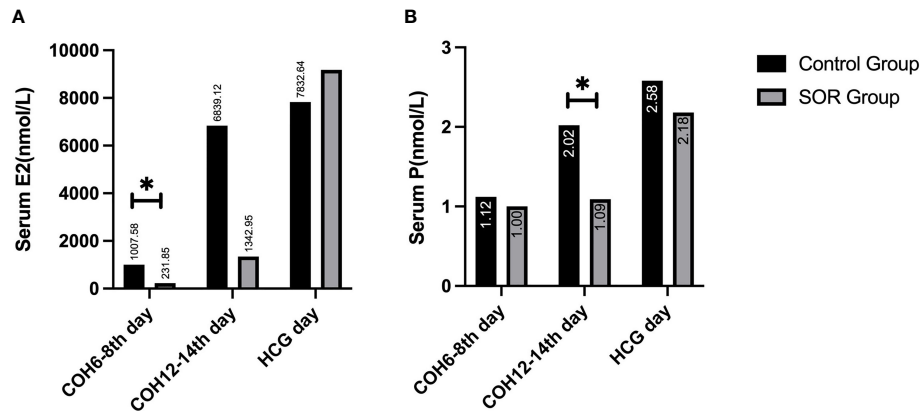 A
Serum E2(nmol/L)
10000
8000
6000
4000
2000
0
1007.58
231.85
*
6839.12
1342.95
7832.64
COH6-8th day
COH12-14th day
HCG day
B
Serum P(nmol/L)
3
2
1
0
1.12
1.00
2.02
*
1.09
2.58
2.18
COH6-8th day
COH12-14th day
HCG day
Control Group
SOR Group